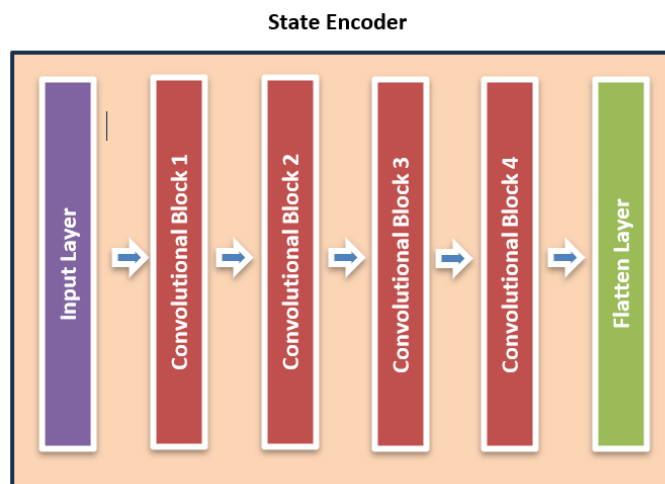 State Encoder
Input Layer
Convolutional Block 1
Convolutional Block 2
Convolutional Block 3
Convolutional Block 4
Flatten Layer